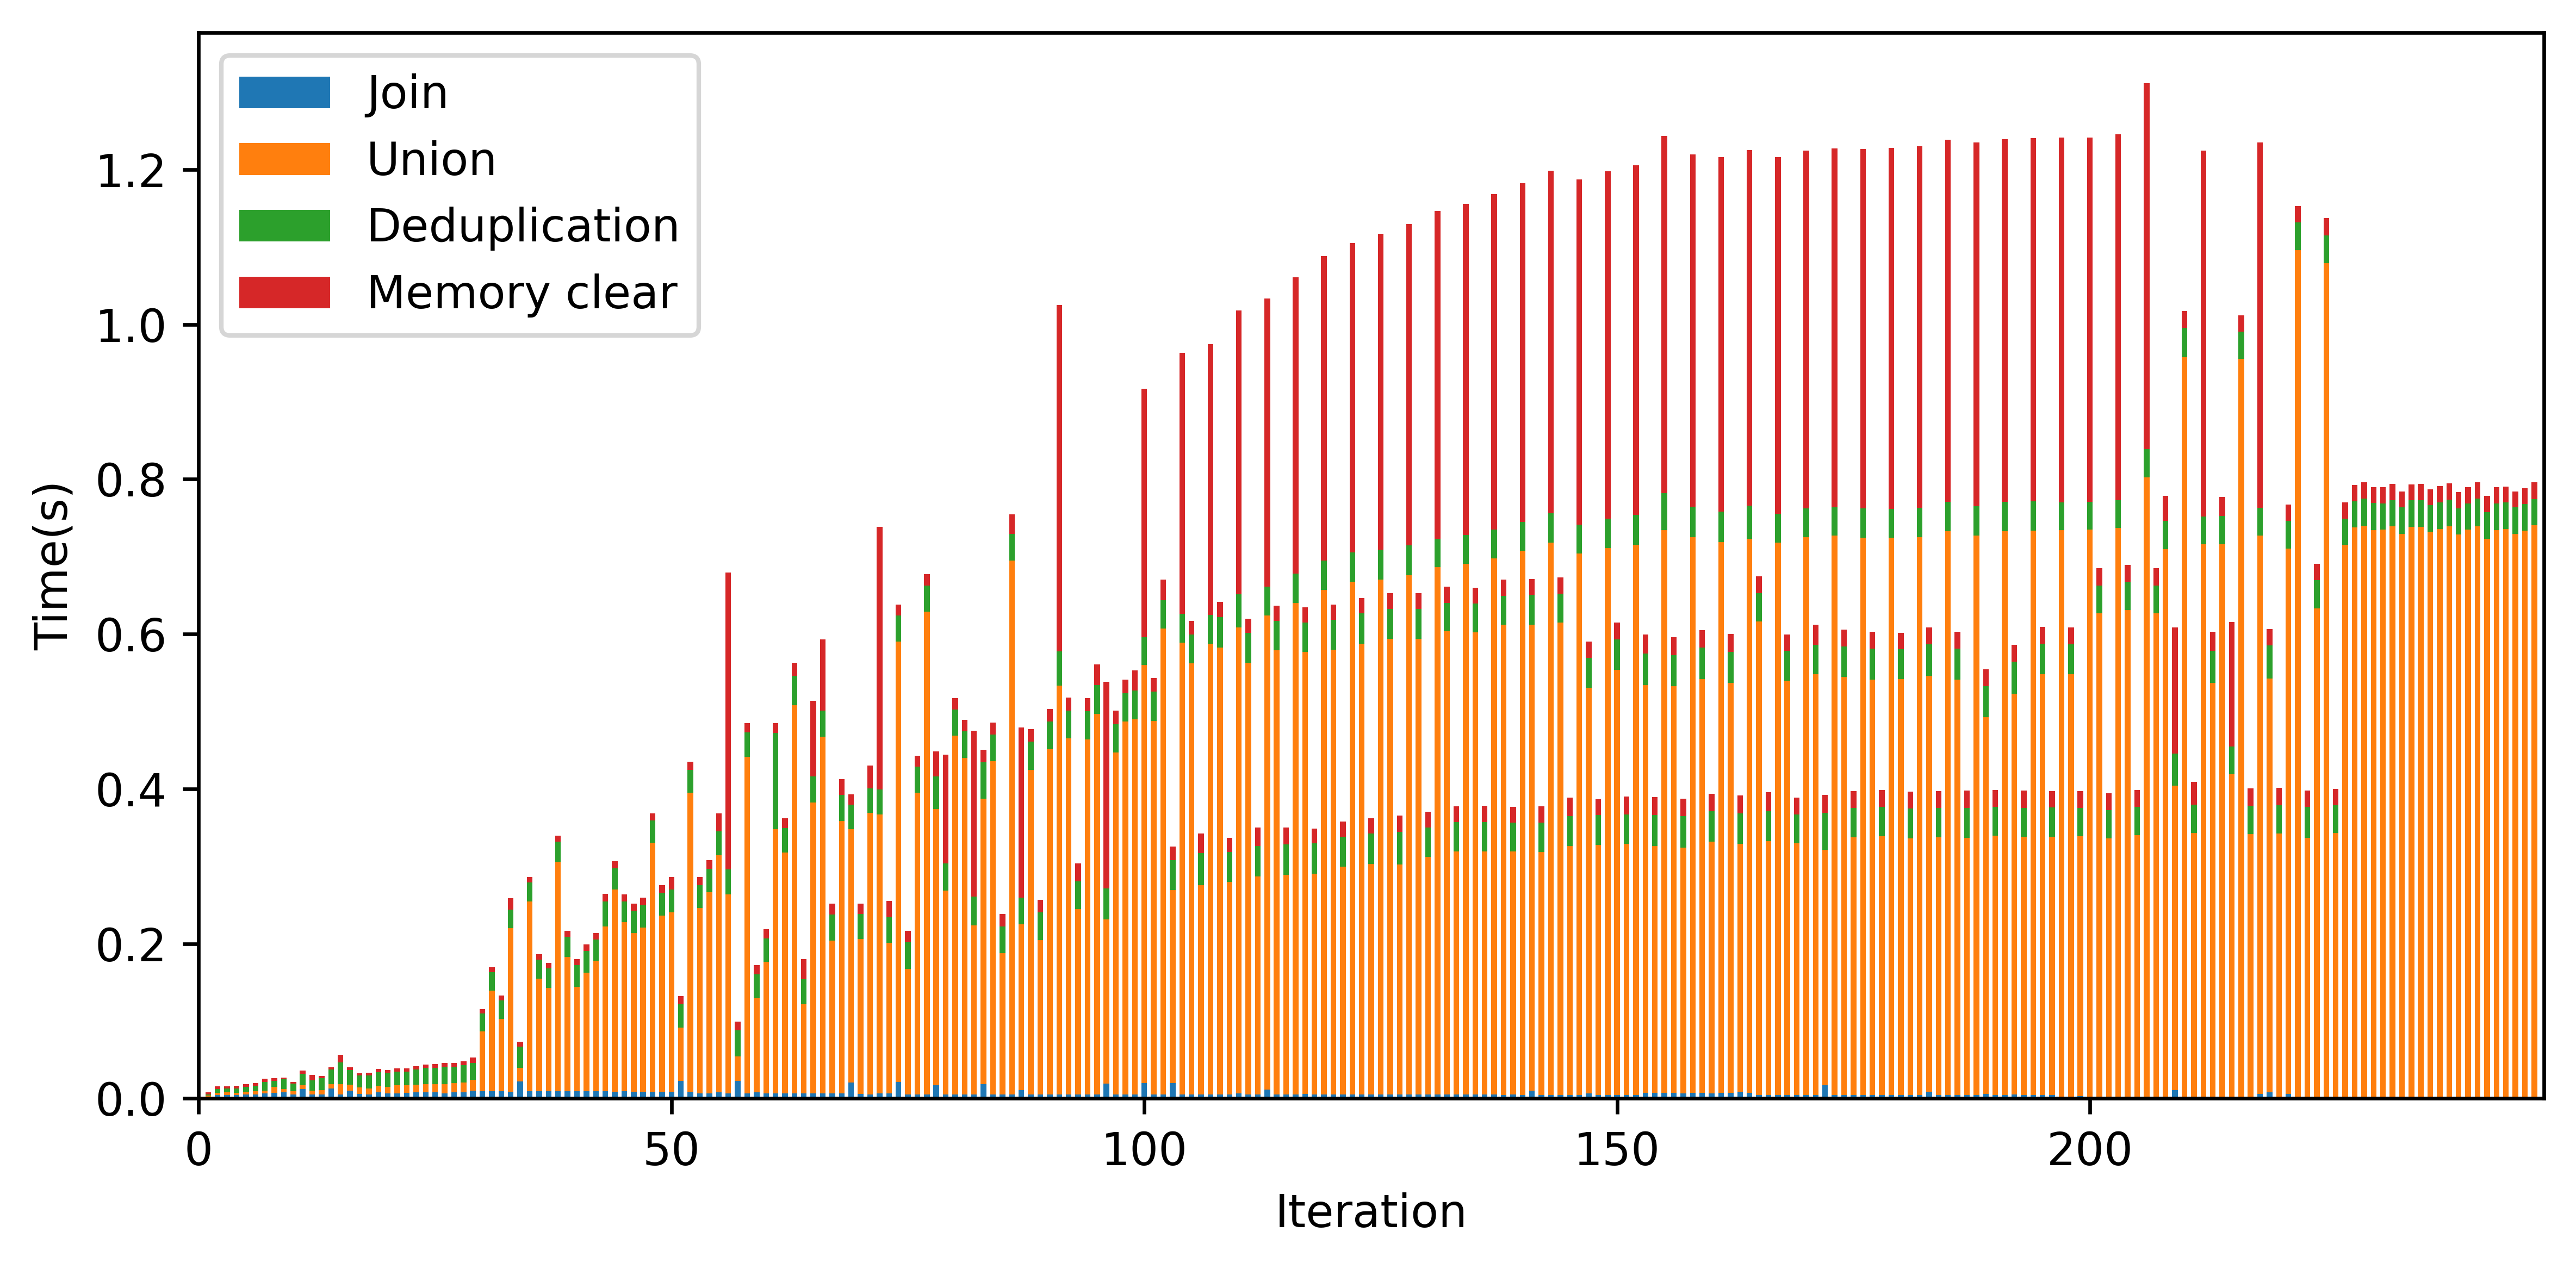 Join
Union
Deduplication
Memory clear
Time(s)
1.2
1.0
0.8
0.6
0.4
0.2
0.0
0 50 100 150 200
Iteration